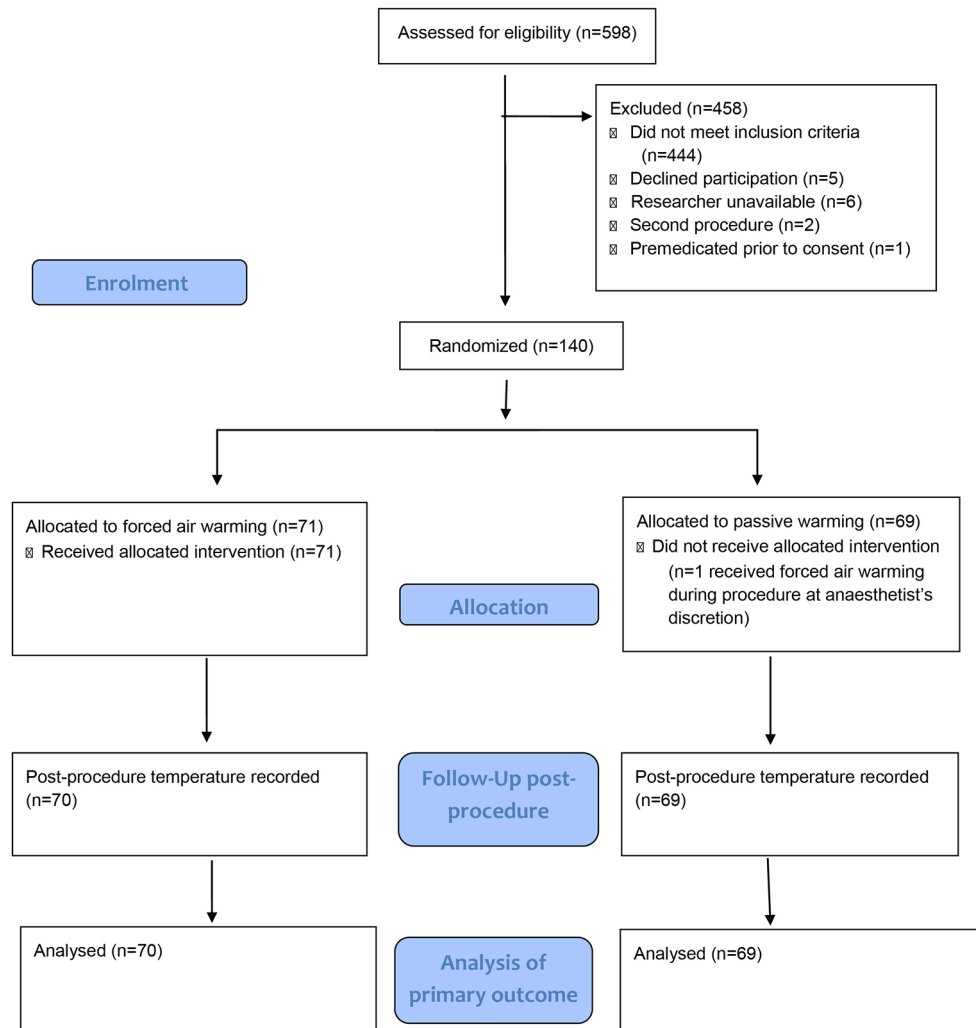 Assessed for eligibility (n=598)
Excluded (n=458)
Did not meet inclusion criteria
(n=444)
Declined participation (n=5)
Researcher unavailable (n=6)
Second procedure (n=2)
Premedicated prior to consent (n=1)
Enrolment
Randomized (n=140)
Allocated to forced air warming (n=71)
Received allocated intervention (n=71)
Allocated to passive warming (n=69)
Did not receive allocated intervention
(n=1 received forced air warming
during procedure at anaesthetist’s
discretion)
Allocation
Post-procedure temperature recorded
(n=70)
Follow-Up post-
procedure
Post-procedure temperature recorded
(n=69)
Analysed (n=70)
Analysis of
primary outcome
Analysed (n=69)